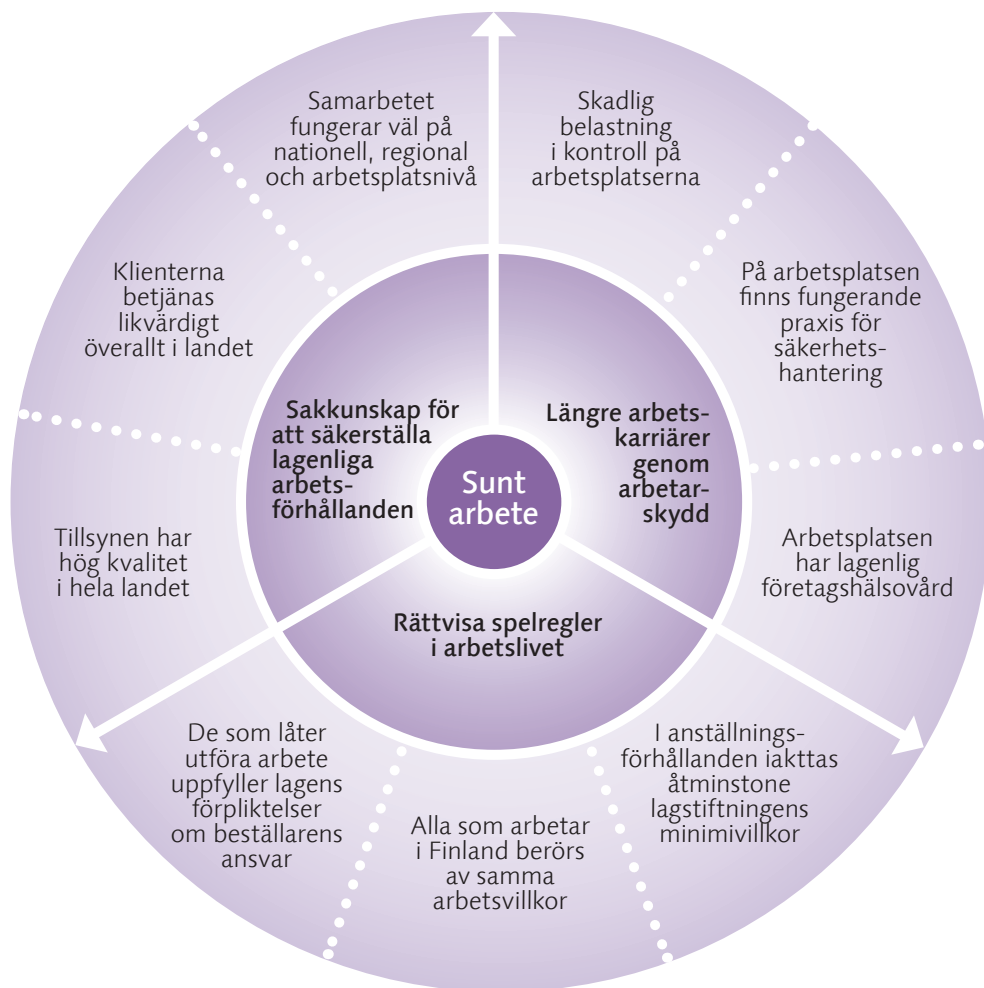 Sunt
arbete
Längre arbets-
karriärer
genom
arbetar-
skydd
Rättvisa spelregler
i arbetslivet
Sakkunskap för
att säkerställa
lagenliga
arbets-
förhållanden
Skadlig
belastning
i kontroll på
arbetsplatserna
På arbetsplatsen
finns fungerande
praxis för
säkerhets-
hantering
Arbetsplatsen
har lagenlig
företagshälsovård
I anställnings-
förhållanden iakttas
åtminstone
lagstiftningens
minimivillkor
Alla som arbetar
i Finland berörs
av samma
arbetsvillkor
De som låter
utföra arbete
uppfyller lagens
förpliktelser
om beställarens
ansvar
Tillsynen har
hög kvalitet
i hela landet
Klienterna
betjänas
likvärdigt
överallt i landet
Samarbetet
fungerar väl på
nationell, regional
och arbetsplatsnivå